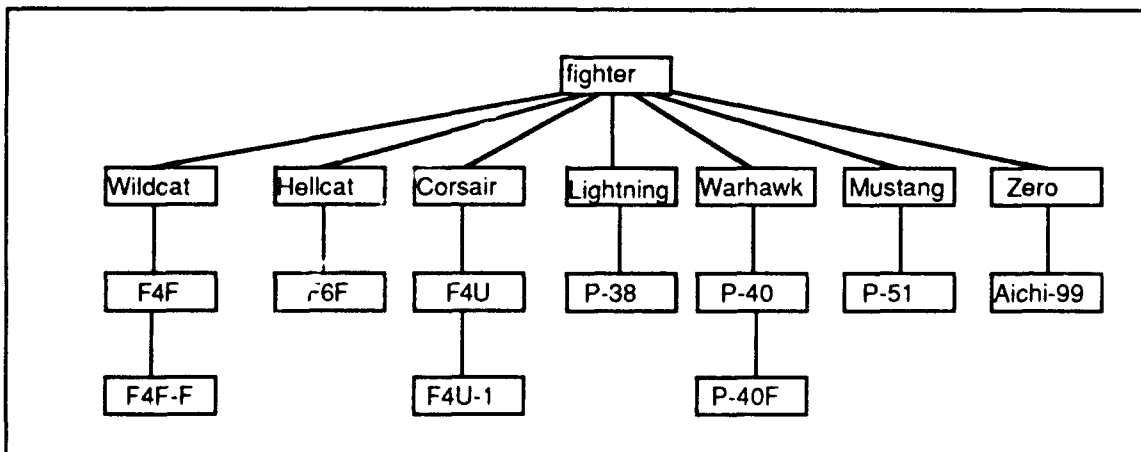 fighter
Wildcat Hellcat Corsair Lightning Warhawk Mustang Zero
F4F F6F F4U P-38 P-40 P-51 Aichi-99
F4F-F F4U-1 P-40F